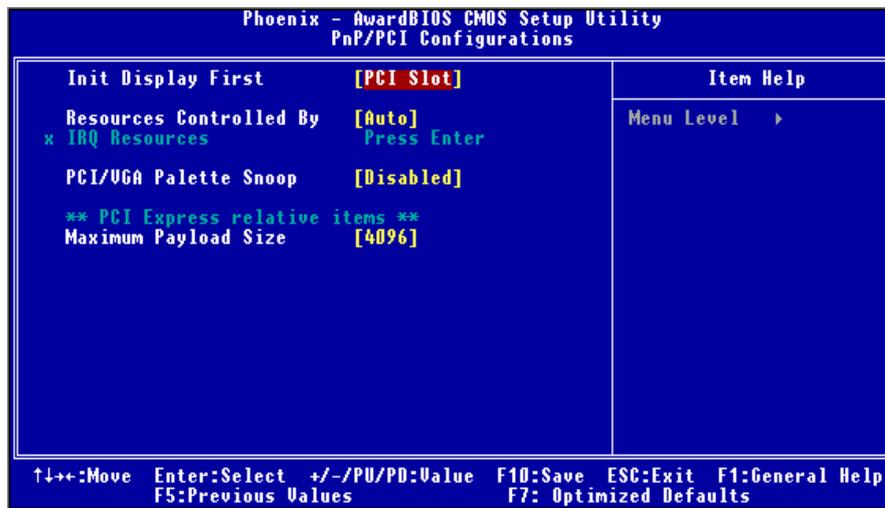 Phoenix - AwardBIOS CMOS Setup Utility
PnP/PCI Configurations
Init Display First [PCI Slot]
Item Help
Resources Controlled By [Auto]
Menu Level ▸
x IRQ Resources Press Enter
PCI/VGA Palette Snoop [Disabled]
** PCI Express relative items **
Maximum Payload Size [4096]
↑↓→←:Move Enter:Select +/-/PU/PD:Value F10:Save ESC:Exit F1:General Help
F5:Previous Values F7: Optimized Defaults